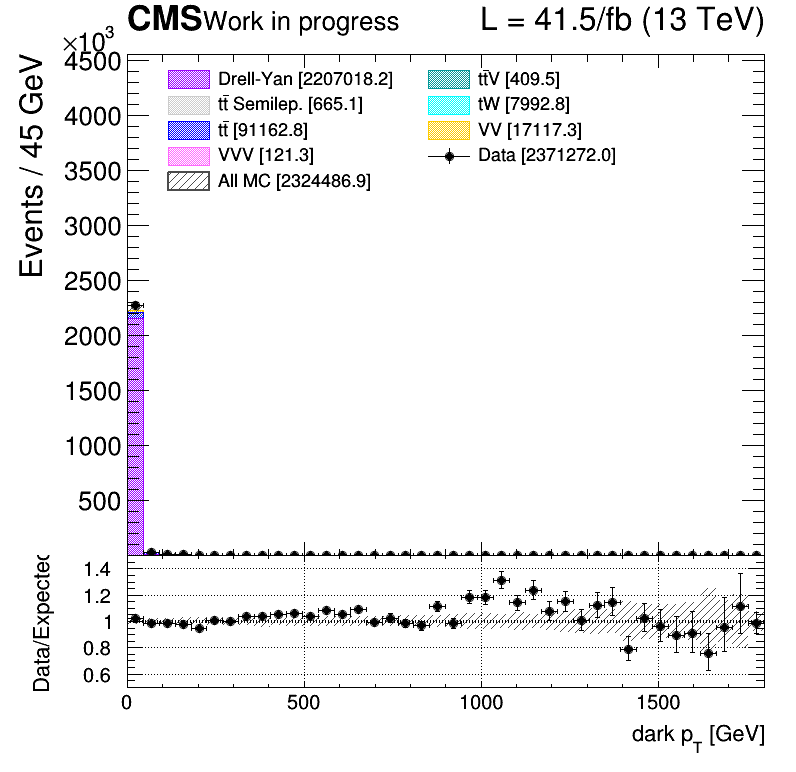 CMS Work in progress L = 41.5/fb (13 TeV)
×10³
Events / 45 GeV
4500
4000
3500
3000
2500
2000
1500
1000
500
Drell-Yan [2207018.2]
tt̄ Semilep. [665.1]
tt̄ [91162.8]
VVV [121.3]
All MC [2324486.9]
tt̄V [409.5]
tW [7992.8]
VV [17117.3]
Data [2371272.0]
Data/Expected
1.4
1.2
1
0.8
0.6
0 500 1000 1500
dark p_T [GeV]